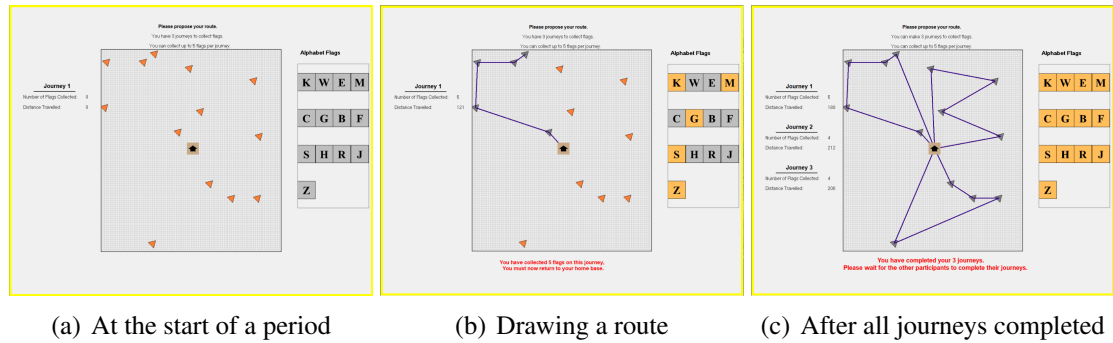 Please propose your route.
You have 3 journeys to collect flags.
You can collect up to 5 flags per journey.
Alphabet Flags
Journey 1
Number of Flags Collected: 0
Distance Travelled: 0
K W E M
C G B F
S H R J
Z
Please propose your route.
You have 3 journeys to collect flags.
You can collect up to 5 flags per journey.
Alphabet Flags
Journey 1
Number of Flags Collected: 5
Distance Travelled: 121
K W E M
C G B F
S H R J
Z
You have collected 5 flags on this journey.
You must now return to your home base.
Please propose your route.
You can make 3 journeys to collect flags.
You can collect up to 5 flags per journey.
Alphabet Flags
Journey 1
Number of Flags Collected: 5
Distance Travelled: 180
Journey 2
Number of Flags Collected: 4
Distance Travelled: 212
Journey 3
Number of Flags Collected: 4
Distance Travelled: 206
K W E M
C G B F
S H R J
Z
You have completed your 3 journeys.
Please wait for the other participants to complete their journeys.
(a) At the start of a period
(b) Drawing a route
(c) After all journeys completed